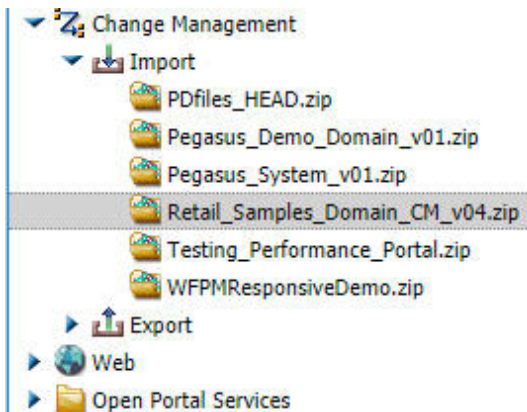 Change Management
Import
PDfiles_HEAD.zip
Pegasus_Demo_Domain_v01.zip
Pegasus_System_v01.zip
Retail_Samples_Domain_CM_v04.zip
Testing_Performance_Portal.zip
WFPMResponsiveDemo.zip
Export
Web
Open Portal Services